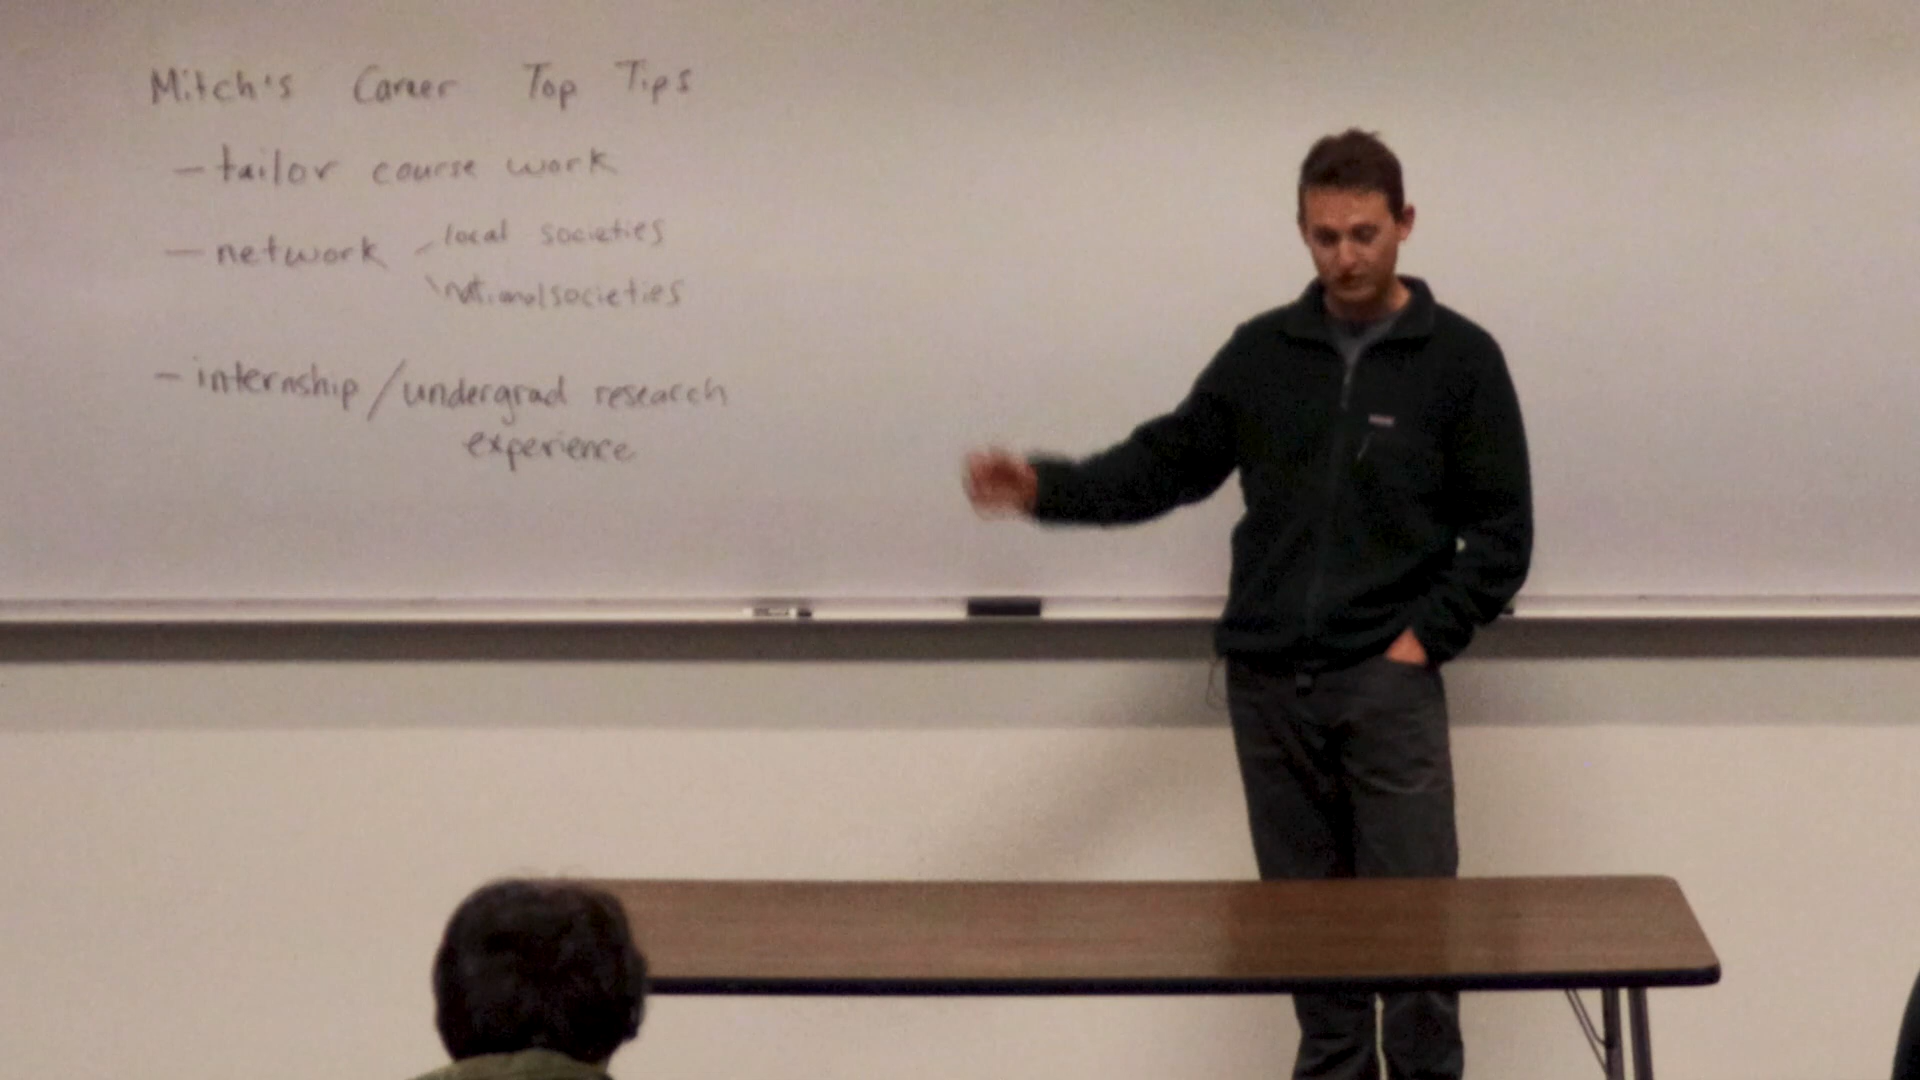 Mitch's Career Top Tips
- tailor course work
- network local societies
national societies
- internship / undergrad research
experience